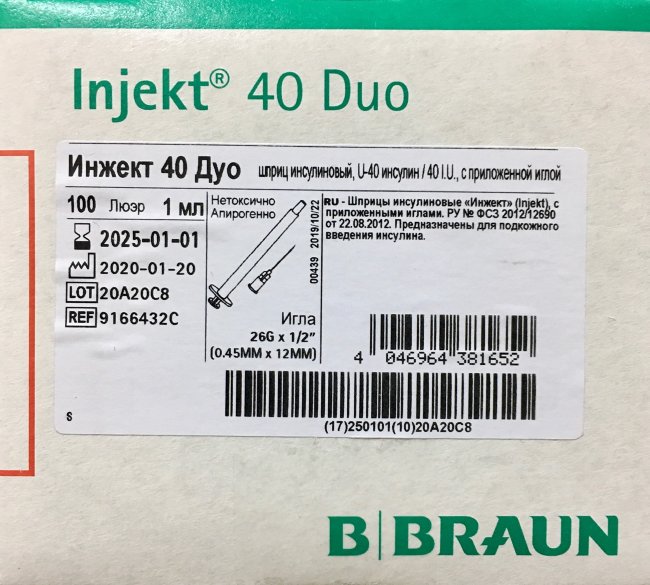 Injekt® 40 Duo
Инжект 40 Дуо шприц инсулиновый, U-40 инсулин / 40 I.U., с приложенной иглой
100 Люэр 1 мл
2025-01-01
2020-01-20
LOT 20A20C8
REF 9166432C
S
Нетоксично
Апирогенно
00439 2019/10/22
Игла
26G x 1/2"
(0.45MM x 12MM)
RU - Шприцы инсулиновые «Инжект» (Injekt), с
приложенными иглами. РУ № ФСЗ 2012/12690
от 22.08.2012. Предназначены для подкожного
введения инсулина.
4 046964 381652
(17)250101(10)20A20C8
B|BRAUN